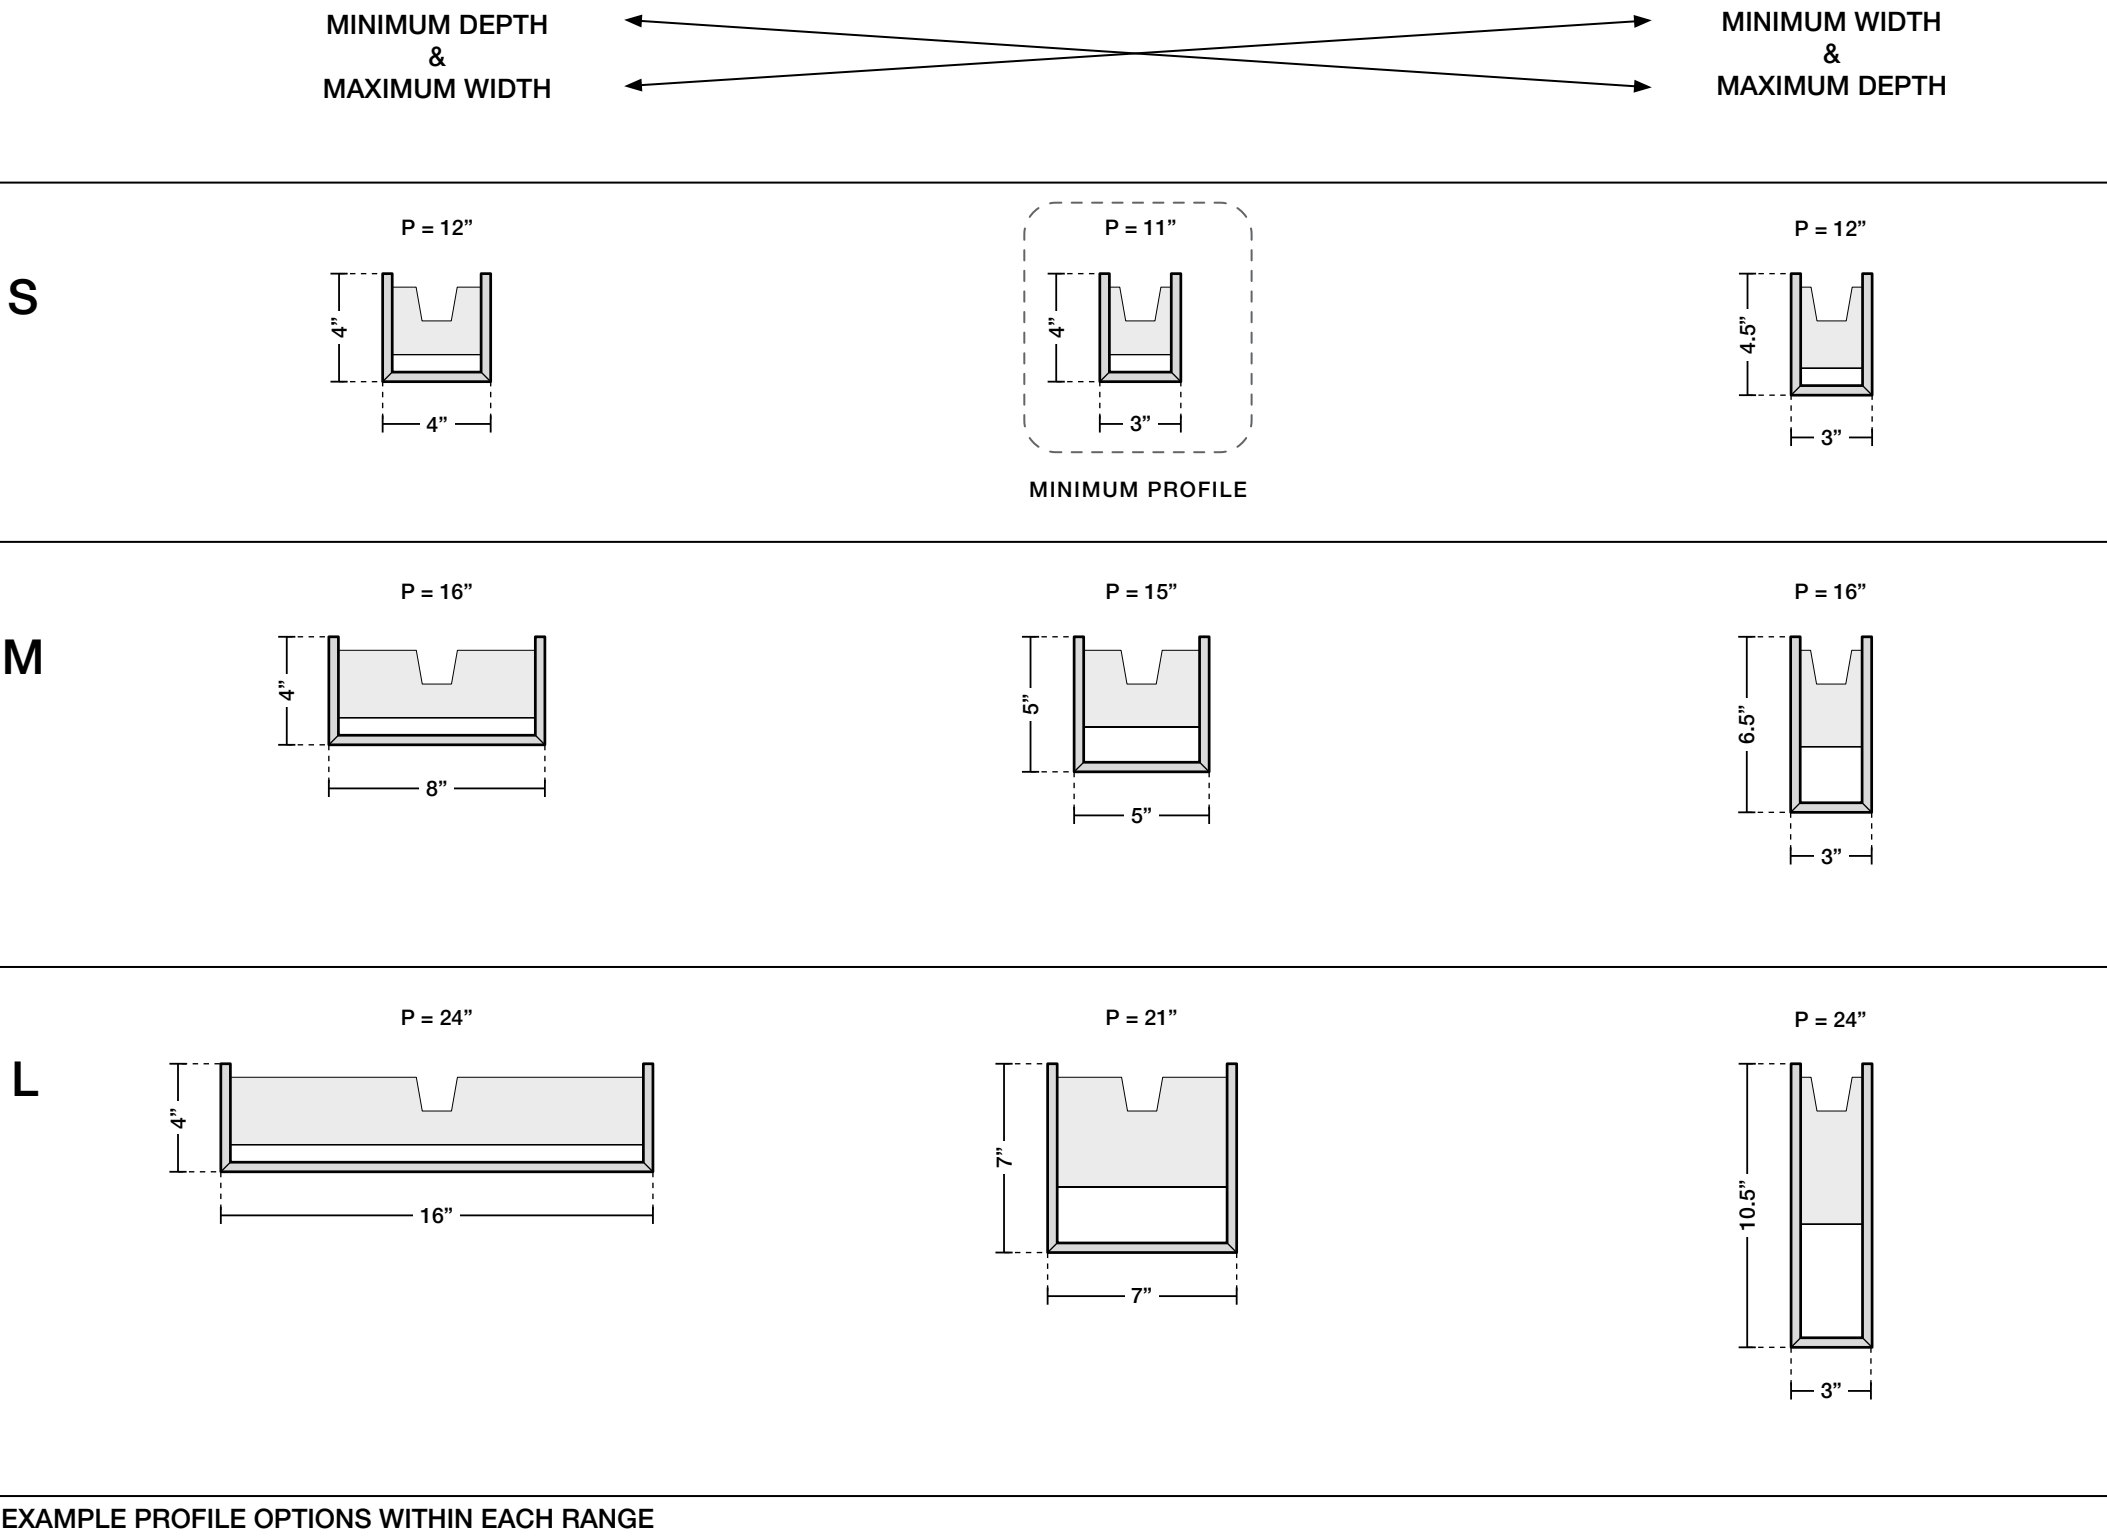 MINIMUM DEPTH
&
MAXIMUM WIDTH
MINIMUM WIDTH
&
MAXIMUM DEPTH
S
P = 12”
4”
4”
P = 11”
4”
3”
MINIMUM PROFILE
P = 12”
4.5”
3”
M
P = 16”
4”
8”
P = 15”
5”
5”
P = 16”
6.5”
3”
L
P = 24”
4”
16”
P = 21”
7”
7”
P = 24”
10.5”
3”
EXAMPLE PROFILE OPTIONS WITHIN EACH RANGE